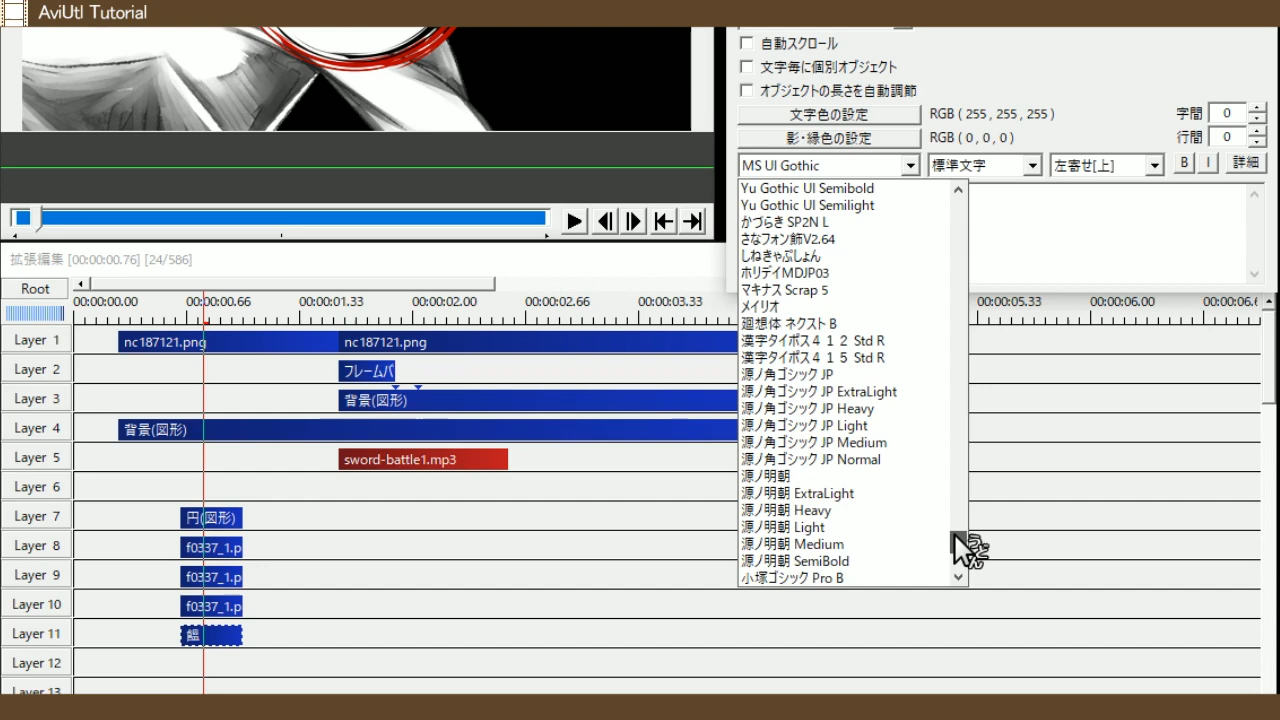 AviUtl Tutorial
自動スクロール
文字毎に個別オブジェクト
オブジェクトの長さを自動調節
文字色の設定 RGB ( 255 , 255 , 255 ) 字間 0
影・縁色の設定 RGB ( 0 , 0 , 0 ) 行間 0
MS UI Gothic 標準文字 左寄せ[上] B I 詳細
Yu Gothic UI Semibold
Yu Gothic UI Semilight
かづらき SP2N L
さなフォン飾V2.64
しねきゃぷしょん
ホリデイMDJP03
マキナス Scrap 5
メイリオ
廻想体 ネクスト B
漢字タイポス４１２ Std R
漢字タイポス４１５ Std R
源ノ角ゴシック JP
源ノ角ゴシック JP ExtraLight
源ノ角ゴシック JP Heavy
源ノ角ゴシック JP Light
源ノ角ゴシック JP Medium
源ノ角ゴシック JP Normal
源ノ明朝
源ノ明朝 ExtraLight
源ノ明朝 Heavy
源ノ明朝 Light
源ノ明朝 Medium
源ノ明朝 SemiBold
小塚ゴシック Pro B
拡張編集 [00:00:00.76] [24/586]
Root
00:00:00.00 00:00:00.66 00:00:01.33 00:00:02.00 00:00:02.66 00:00:03.33 00:00:05.33 00:00:06.00 00:00:06.6
Layer 1 nc187121.png nc187121.png
Layer 2 フレームバ
Layer 3 背景(図形)
Layer 4 背景(図形)
Layer 5 sword-battle1.mp3
Layer 6
Layer 7 円(図形)
Layer 8 f0337_1.p
Layer 9 f0337_1.p
Layer 10 f0337_1.p
Layer 11
Layer 12
Layer 13